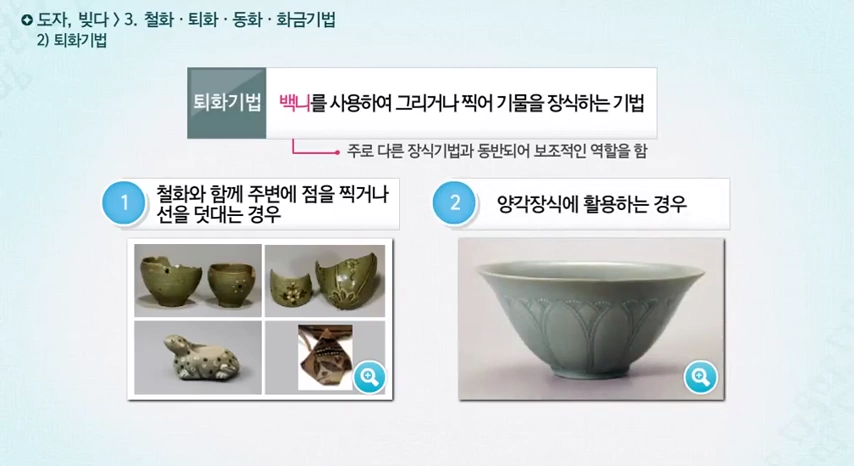 도자, 빚다 > 3. 철화 · 퇴화 · 동화 · 화금기법
2) 퇴화기법
퇴화기법
백니를 사용하여 그리거나 찍어 기물을 장식하는 기법
주로 다른 장식기법과 동반되어 보조적인 역할을 함
1
철화와 함께 주변에 점을 찍거나
선을 덧대는 경우
2
양각장식에 활용하는 경우